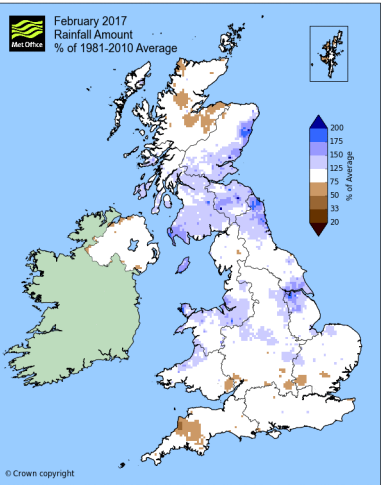 Met Office
February 2017
Rainfall Amount
% of 1981-2010 Average
200
175
150
125
75
50
33
20
% of Average
© Crown copyright